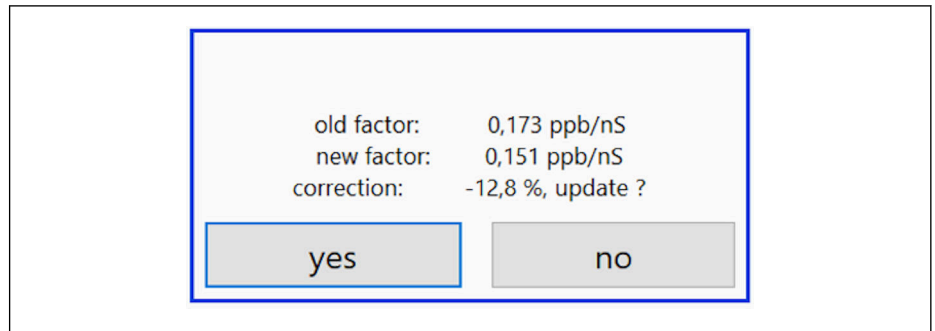 old factor: 0,173 ppb/nS
new factor: 0,151 ppb/nS
correction: -12,8 %, update ?
yes no